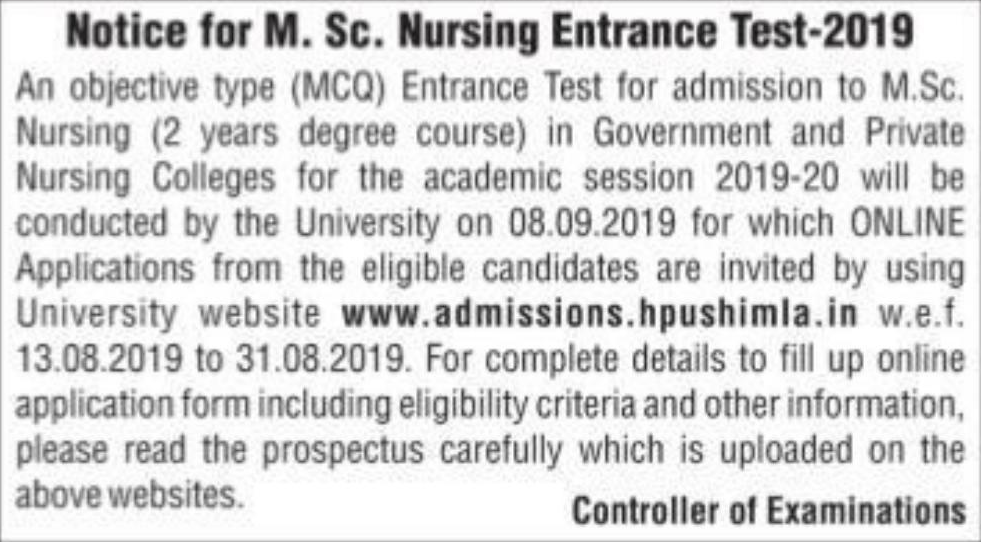 Notice for M. Sc. Nursing Entrance Test-2019
An objective type (MCQ) Entrance Test for admission to M.Sc.
Nursing (2 years degree course) in Government and Private
Nursing Colleges for the academic session 2019-20 will be
conducted by the University on 08.09.2019 for which ONLINE
Applications from the eligible candidates are invited by using
University website www.admissions.hpushimla.in w.e.f.
13.08.2019 to 31.08.2019. For complete details to fill up online
application form including eligibility criteria and other information,
please read the prospectus carefully which is uploaded on the
above websites.
Controller of Examinations